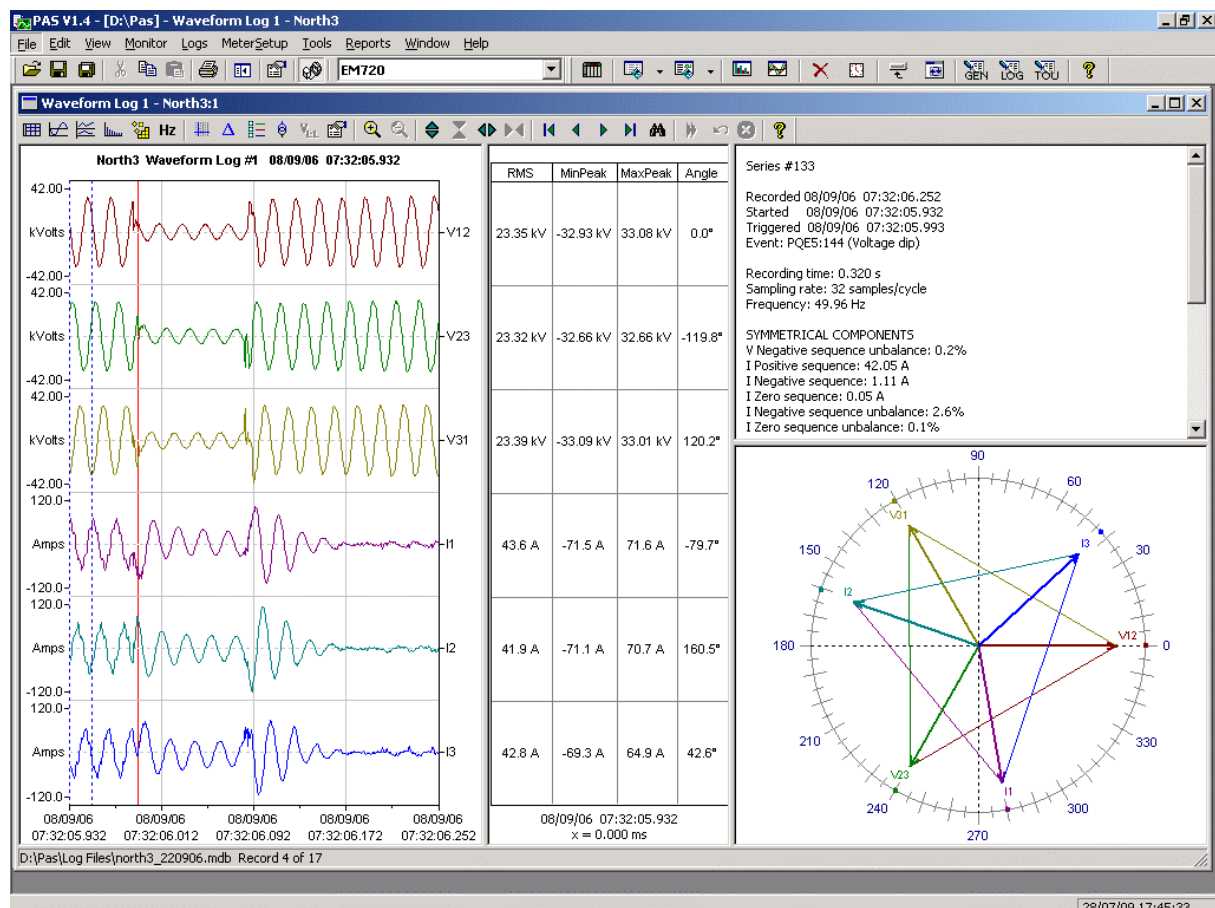 PAS V1.4 - [D:\Pas] - Waveform Log 1 - North3
File Edit View Monitor Logs MeterSetup Tools Reports Window Help
EM720
GEN LOG TOU
Waveform Log 1 - North3:1
Hz
V L-L
North3 Waveform Log #1 08/09/06 07:32:05.932
42.00
kVolts
-42.00
V12
42.00
kVolts
-42.00
V23
42.00
kVolts
-42.00
V31
120.0
Amps
-120.0
I1
120.0
Amps
-120.0
I2
120.0
Amps
-120.0
I3
08/09/06 08/09/06 08/09/06 08/09/06 08/09/06
07:32:05.932 07:32:06.012 07:32:06.092 07:32:06.172 07:32:06.252
RMS MinPeak MaxPeak Angle
23.35 kV -32.93 kV 33.08 kV 0.0°
23.32 kV -32.66 kV 32.66 kV -119.8°
23.39 kV -33.09 kV 33.01 kV 120.2°
43.6 A -71.5 A 71.6 A -79.7°
41.9 A -71.1 A 70.7 A 160.5°
42.8 A -69.3 A 64.9 A 42.6°
08/09/06 07:32:05.932
x = 0.000 ms
Series #133
Recorded 08/09/06 07:32:06.252
Started 08/09/06 07:32:05.932
Triggered 08/09/06 07:32:05.993
Event: PQE5:144 (Voltage dip)
Recording time: 0.320 s
Sampling rate: 32 samples/cycle
Frequency: 49.96 Hz
SYMMETRICAL COMPONENTS
V Negative sequence unbalance: 0.2%
I Positive sequence: 42.05 A
I Negative sequence: 1.11 A
I Zero sequence: 0.05 A
I Negative sequence unbalance: 2.6%
I Zero sequence unbalance: 0.1%
90
120
60
V31
I3
150
30
I2
V12
180
0
210
330
V23
I1
240
300
270
D:\Pas\Log Files\north3_220906.mdb Record 4 of 17
28/07/09 17:45:33